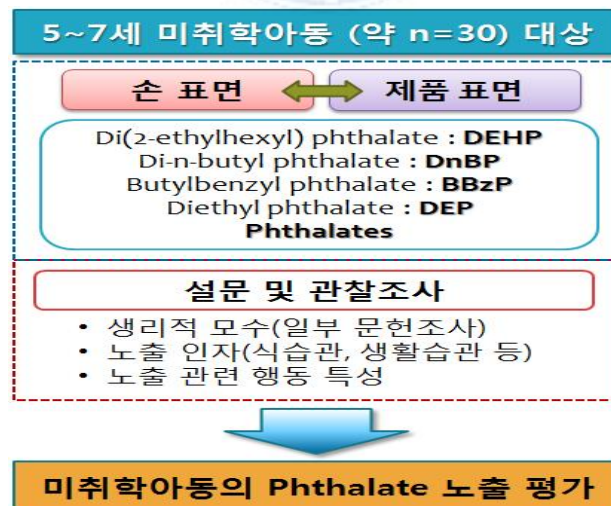 5~7세 미취학아동 (약 n=30) 대상
손 표면 제품 표면
Di(2-ethylhexyl) phthalate : DEHP
Di-n-butyl phthalate : DnBP
Butylbenzyl phthalate : BBzP
Diethyl phthalate : DEP
Phthalates
설문 및 관찰조사
• 생리적 모수(일부 문헌조사)
• 노출 인자(식습관, 생활습관 등)
• 노출 관련 행동 특성
미취학아동의 Phthalate 노출 평가